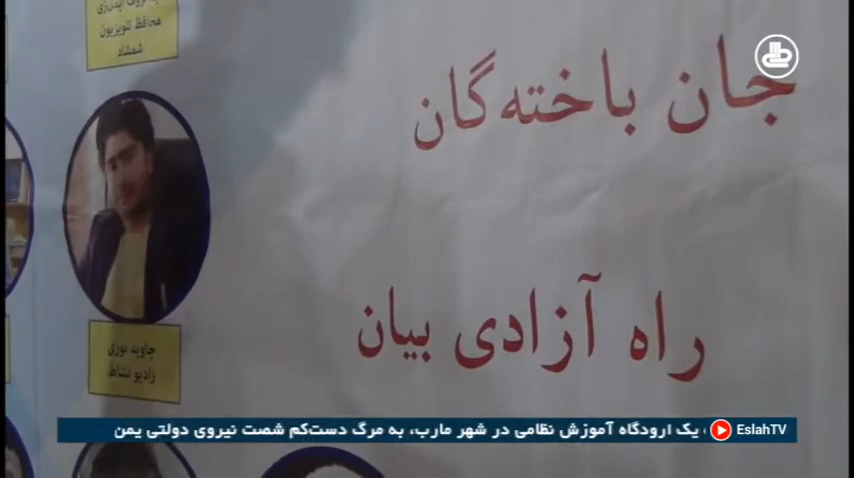 محافظ تلویزیون
شمشاد
جان باخته‌گان
راه آزادی بیان
جاوید نوری
رادیو نشاط
یک اردوگاه آموزش نظامی در شهر مارب، به مرگ دست‌کم شصت نیروی دولتی یمن
EslahTV